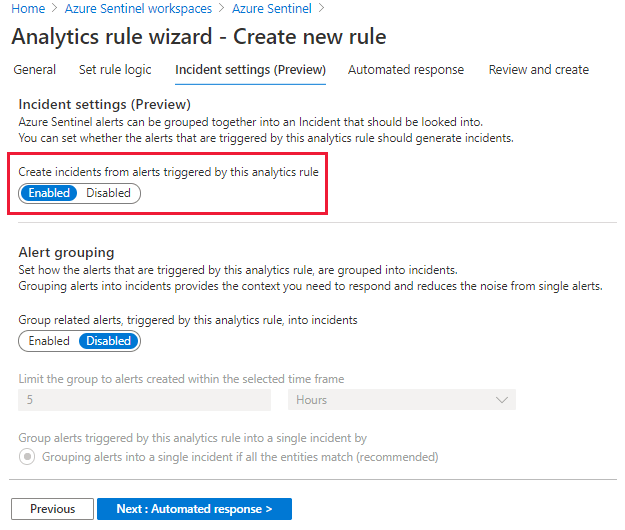 Home > Azure Sentinel workspaces > Azure Sentinel >
Analytics rule wizard - Create new rule
General Set rule logic Incident settings (Preview) Automated response Review and create
Incident settings (Preview)
Azure Sentinel alerts can be grouped together into an Incident that should be looked into.
You can set whether the alerts that are triggered by this analytics rule should generate incidents.
Create incidents from alerts triggered by this analytics rule
Enabled Disabled
Alert grouping
Set how the alerts that are triggered by this analytics rule, are grouped into incidents.
Grouping alerts into incidents provides the context you need to respond and reduces the noise from single alerts.
Group related alerts, triggered by this analytics rule, into incidents
Enabled Disabled
Limit the group to alerts created within the selected time frame
5 Hours
Group alerts triggered by this analytics rule into a single incident by
Grouping alerts into a single incident if all the entities match (recommended)
Previous Next : Automated response >